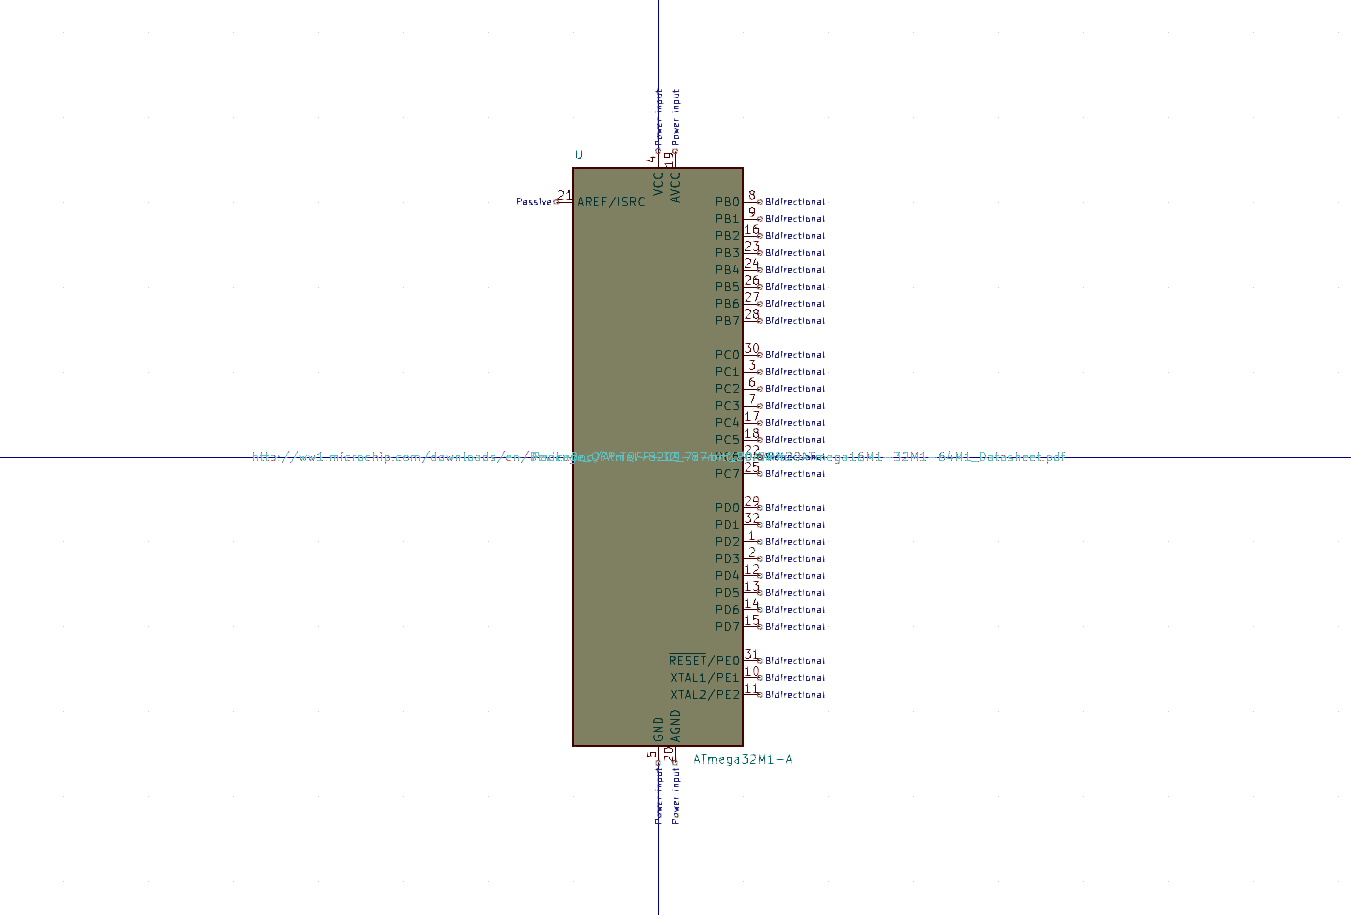 Power input
Power input
U
4
19
VCC
AVCC
Passive 21 AREF/ISRC
PB0 8 Bidirectional
PB1 9 Bidirectional
PB2 16 Bidirectional
PB3 23 Bidirectional
PB4 24 Bidirectional
PB5 26 Bidirectional
PB6 27 Bidirectional
PB7 28 Bidirectional
PC0 30 Bidirectional
PC1 3 Bidirectional
PC2 6 Bidirectional
PC3 7 Bidirectional
PC4 17 Bidirectional
PC5 18 Bidirectional
22
http://ww1.microchip.com/downloads/en/
32M1-64M1_Datasheet.pdf
PC7 25 Bidirectional
PD0 29 Bidirectional
PD1 32 Bidirectional
PD2 1 Bidirectional
PD3 2 Bidirectional
PD4 12 Bidirectional
PD5 13 Bidirectional
PD6 14 Bidirectional
PD7 15 Bidirectional
RESET/PE0 31 Bidirectional
XTAL1/PE1 10 Bidirectional
XTAL2/PE2 11 Bidirectional
GND
AGND
5
20
ATmega32M1-A
Power input
Power input